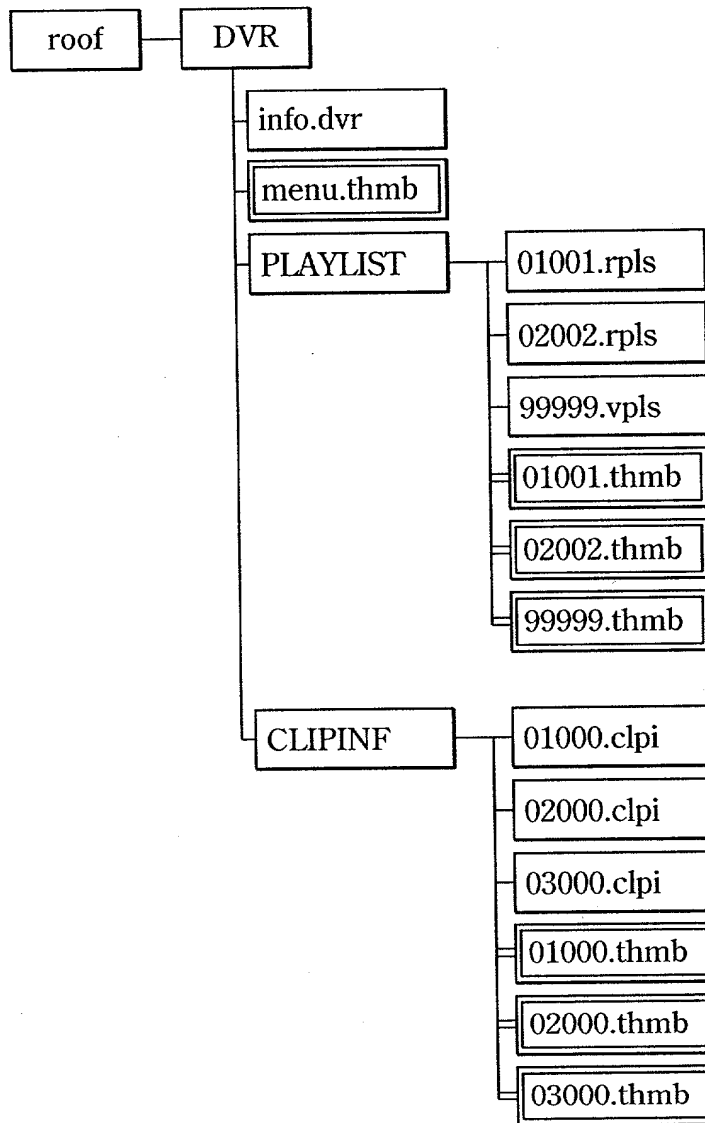 roof
DVR
info.dvr
menu.thmb
PLAYLIST
01001.rpls
02002.rpls
99999.vpls
01001.thmb
02002.thmb
99999.thmb
CLIPINF
01000.clpi
02000.clpi
03000.clpi
01000.thmb
02000.thmb
03000.thmb